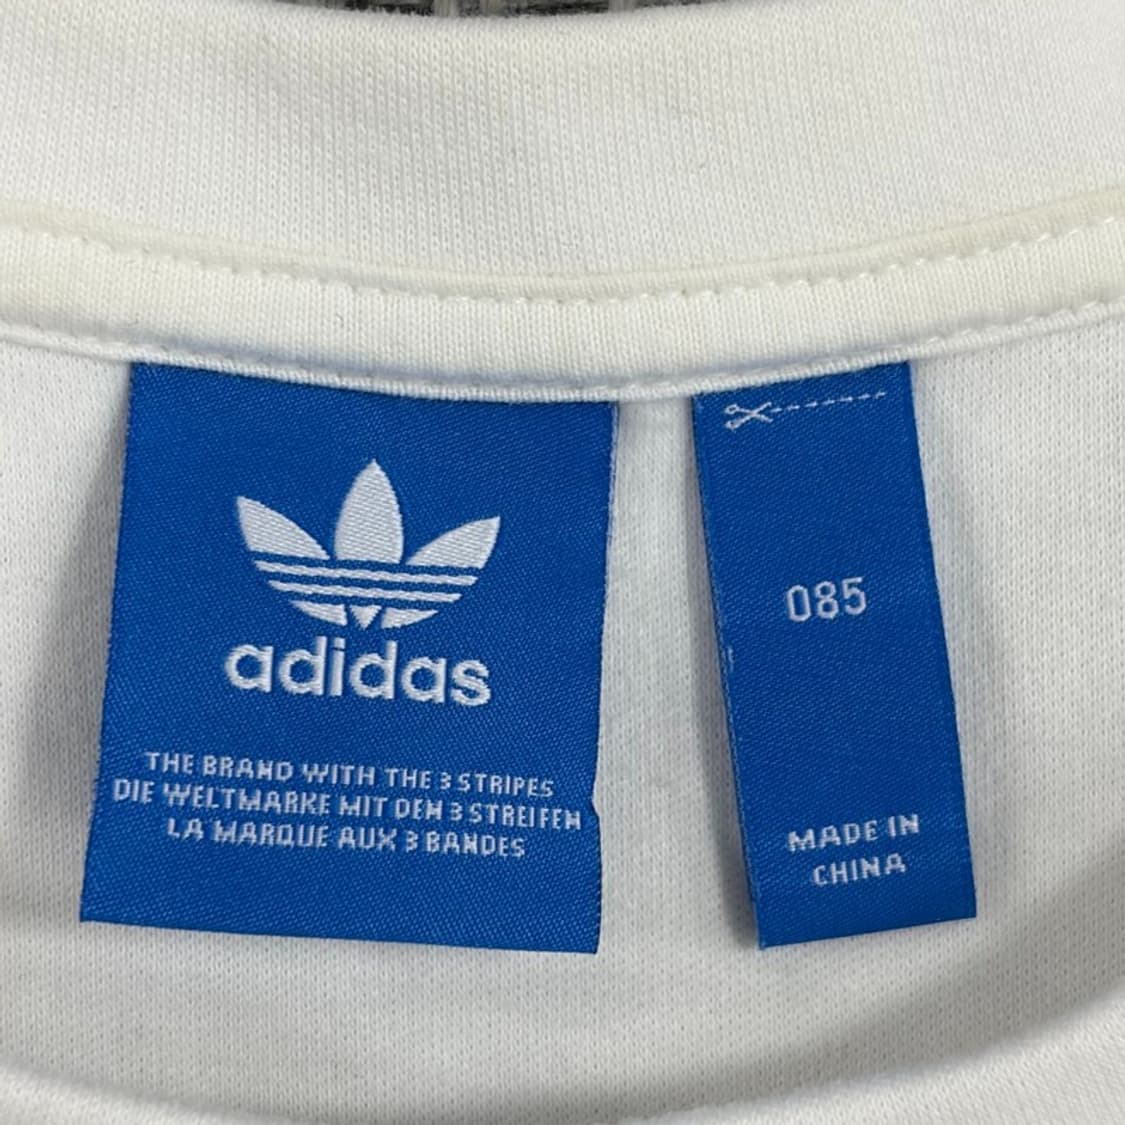 adidas
THE BRAND WITH THE 3 STRIPES
DIE WELTMARKE MIT DEN 3 STREIFEN
LA MARQUE AUX 3 BANDES
085
MADE IN
CHINA